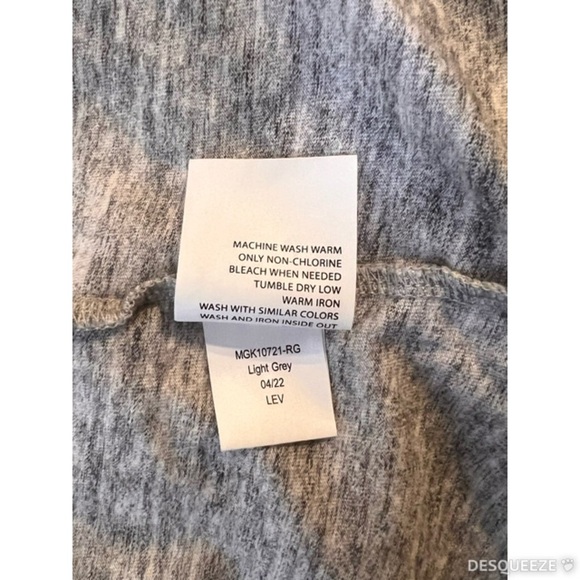 MACHINE WASH WARM
ONLY NON-CHLORINE
BLEACH WHEN NEEDED
TUMBLE DRY LOW
WARM IRON
WASH WITH SIMILAR COLORS
WASH AND IRON INSIDE OUT
MGK10721-RG
Light Grey
04/22
LEV
DESQUEEZE